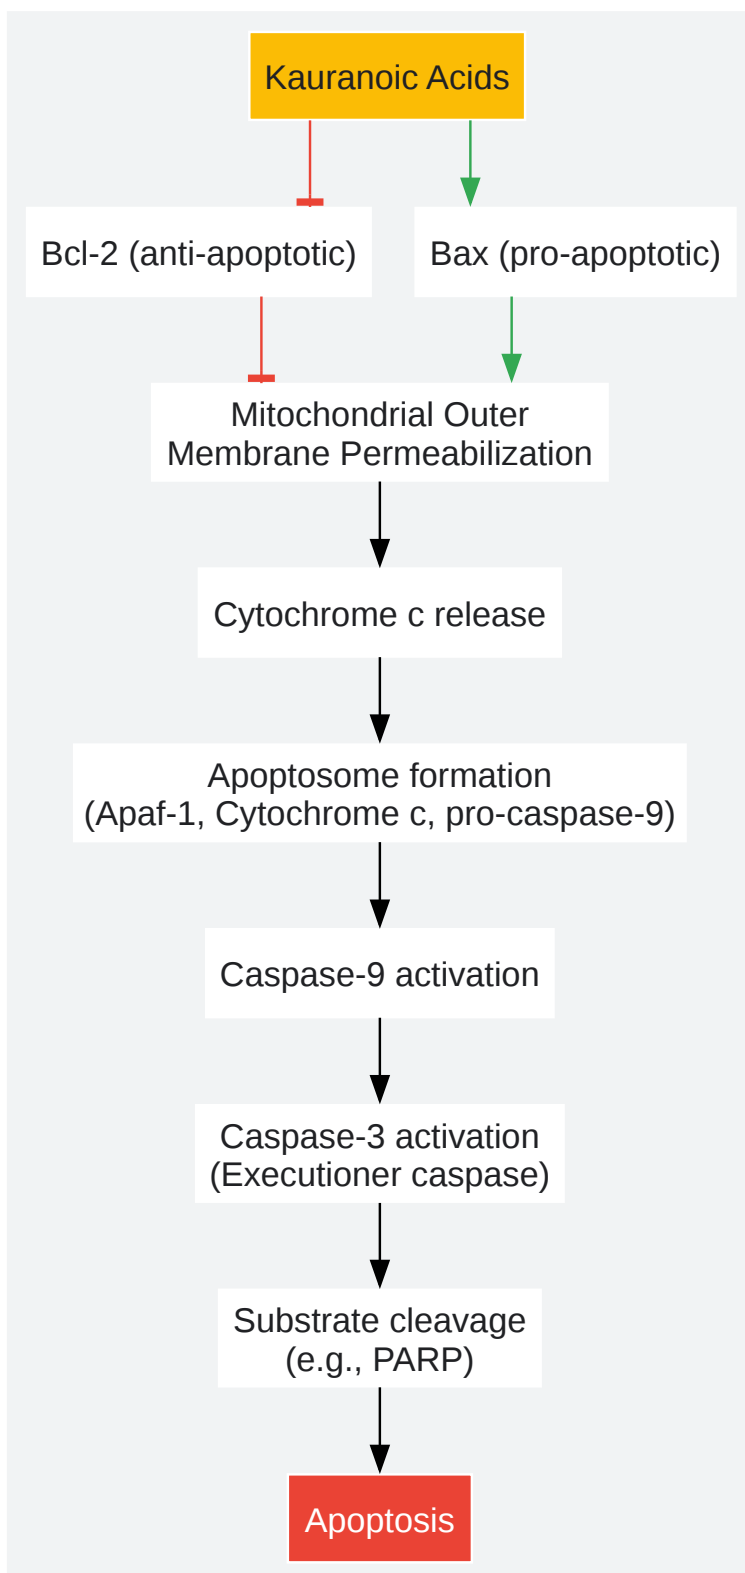 Kauranoic Acids
Bcl-2 (anti-apoptotic)
Bax (pro-apoptotic)
Mitochondrial Outer
Membrane Permeabilization
Cytochrome c release
Apoptosome formation
(Apaf-1, Cytochrome c, pro-caspase-9)
Caspase-9 activation
Caspase-3 activation
(Executioner caspase)
Substrate cleavage
(e.g., PARP)
Apoptosis